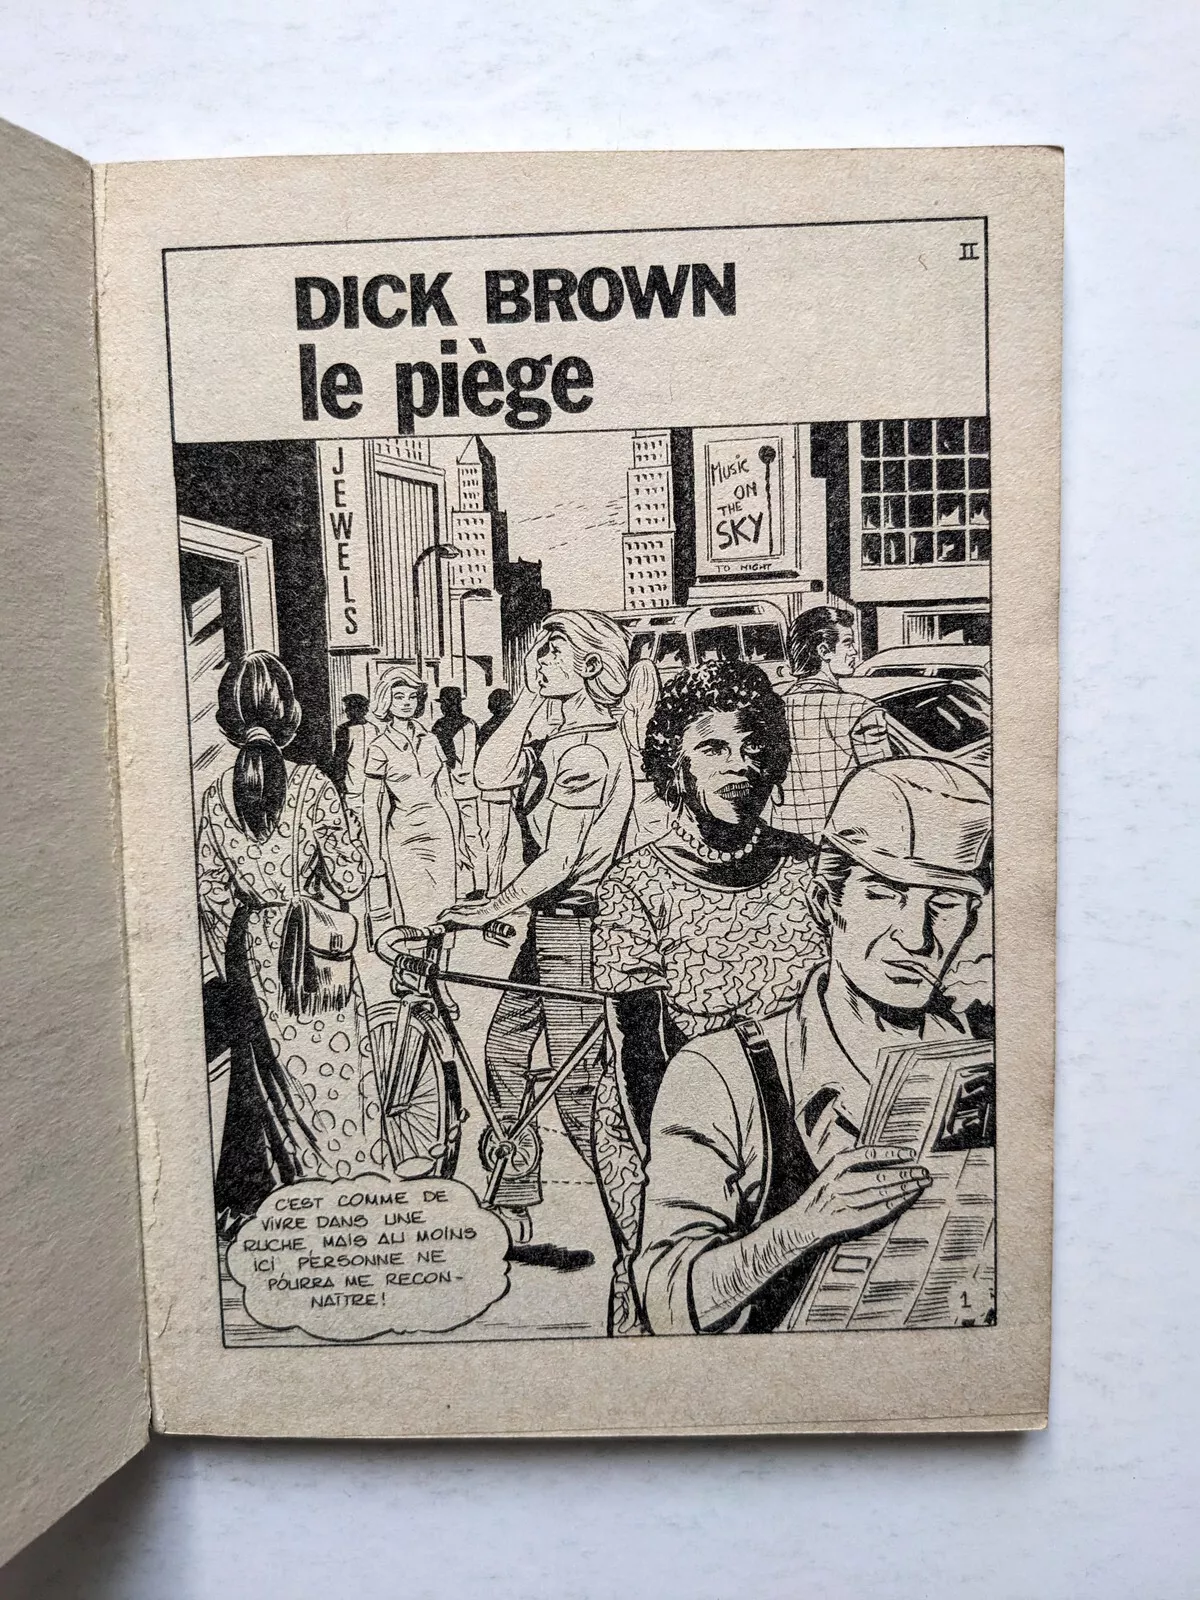 II
DICK BROWN
le piège
JEWELS
Music
ON
THE
SKY
TO NIGHT
C'EST COMME DE
VIVRE DANS UNE
RUCHE, MAIS AU MOINS
ICI PERSONNE NE
POURRA ME RECON-
NAÎTRE!
1